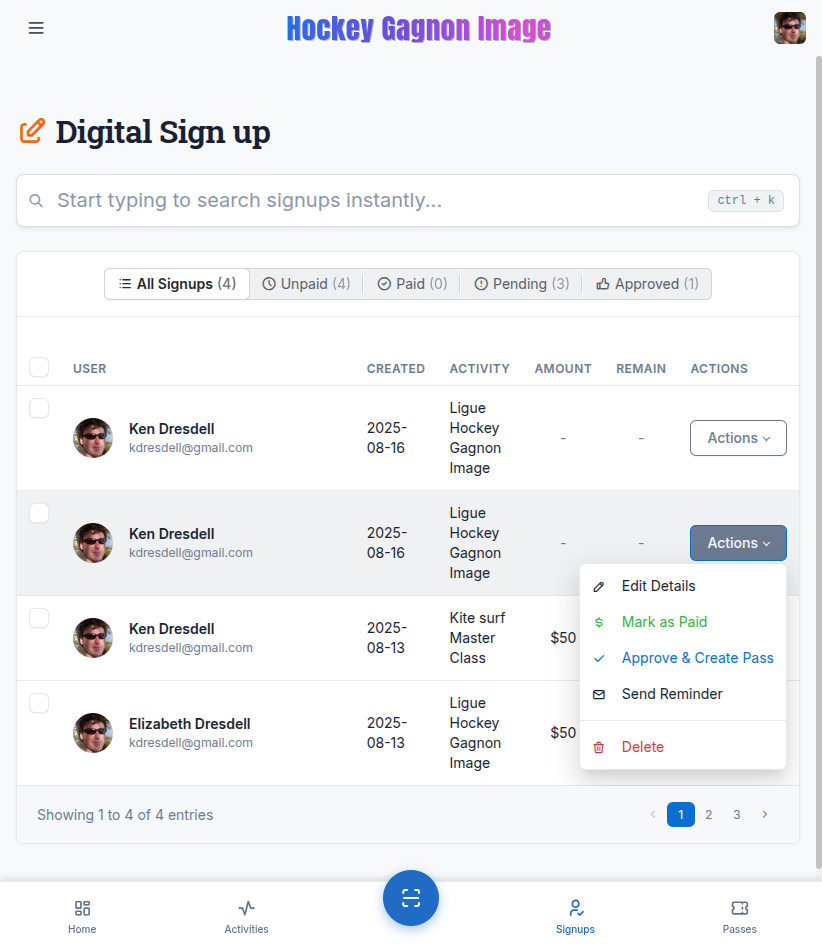 Hockey Gagnon Image
Digital Sign up
Start typing to search signups instantly...
ctrl + k
All Signups (4)
Unpaid (4)
Paid (0)
Pending (3)
Approved (1)
USER
CREATED
ACTIVITY
AMOUNT
REMAIN
ACTIONS
Ken Dresdell
kdresdell@gmail.com
2025-
08-16
Ligue
Hockey
Gagnon
Image
-
-
Actions
Ken Dresdell
kdresdell@gmail.com
2025-
08-16
Ligue
Hockey
Gagnon
Image
-
-
Actions
Edit Details
Mark as Paid
Approve & Create Pass
Send Reminder
Delete
Ken Dresdell
kdresdell@gmail.com
2025-
08-13
Kite surf
Master
Class
$50
Elizabeth Dresdell
kdresdell@gmail.com
2025-
08-13
Ligue
Hockey
Gagnon
Image
$50
Showing 1 to 4 of 4 entries
1
2
3
Home
Activities
Signups
Passes